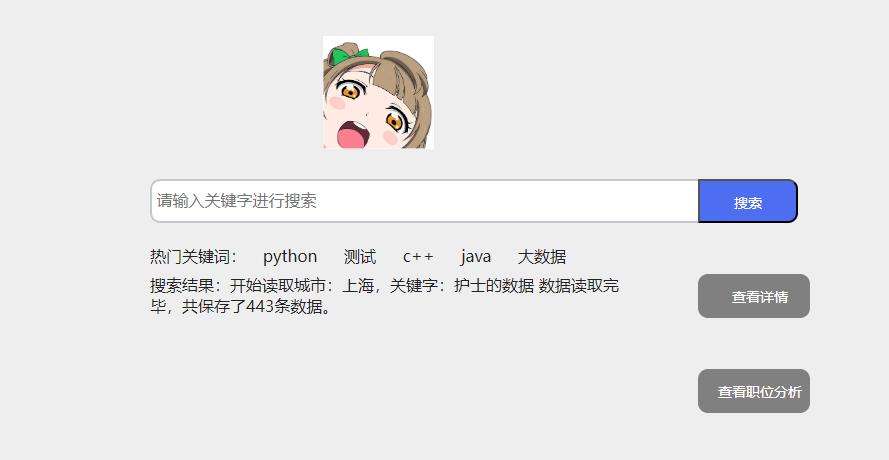 请输入关键字进行搜索 搜索
热门关键词： python 测试 c++ java 大数据
搜索结果：开始读取城市：上海，关键字：护士的数据 数据读取完
毕，共保存了443条数据。
查看详情
查看职位分析